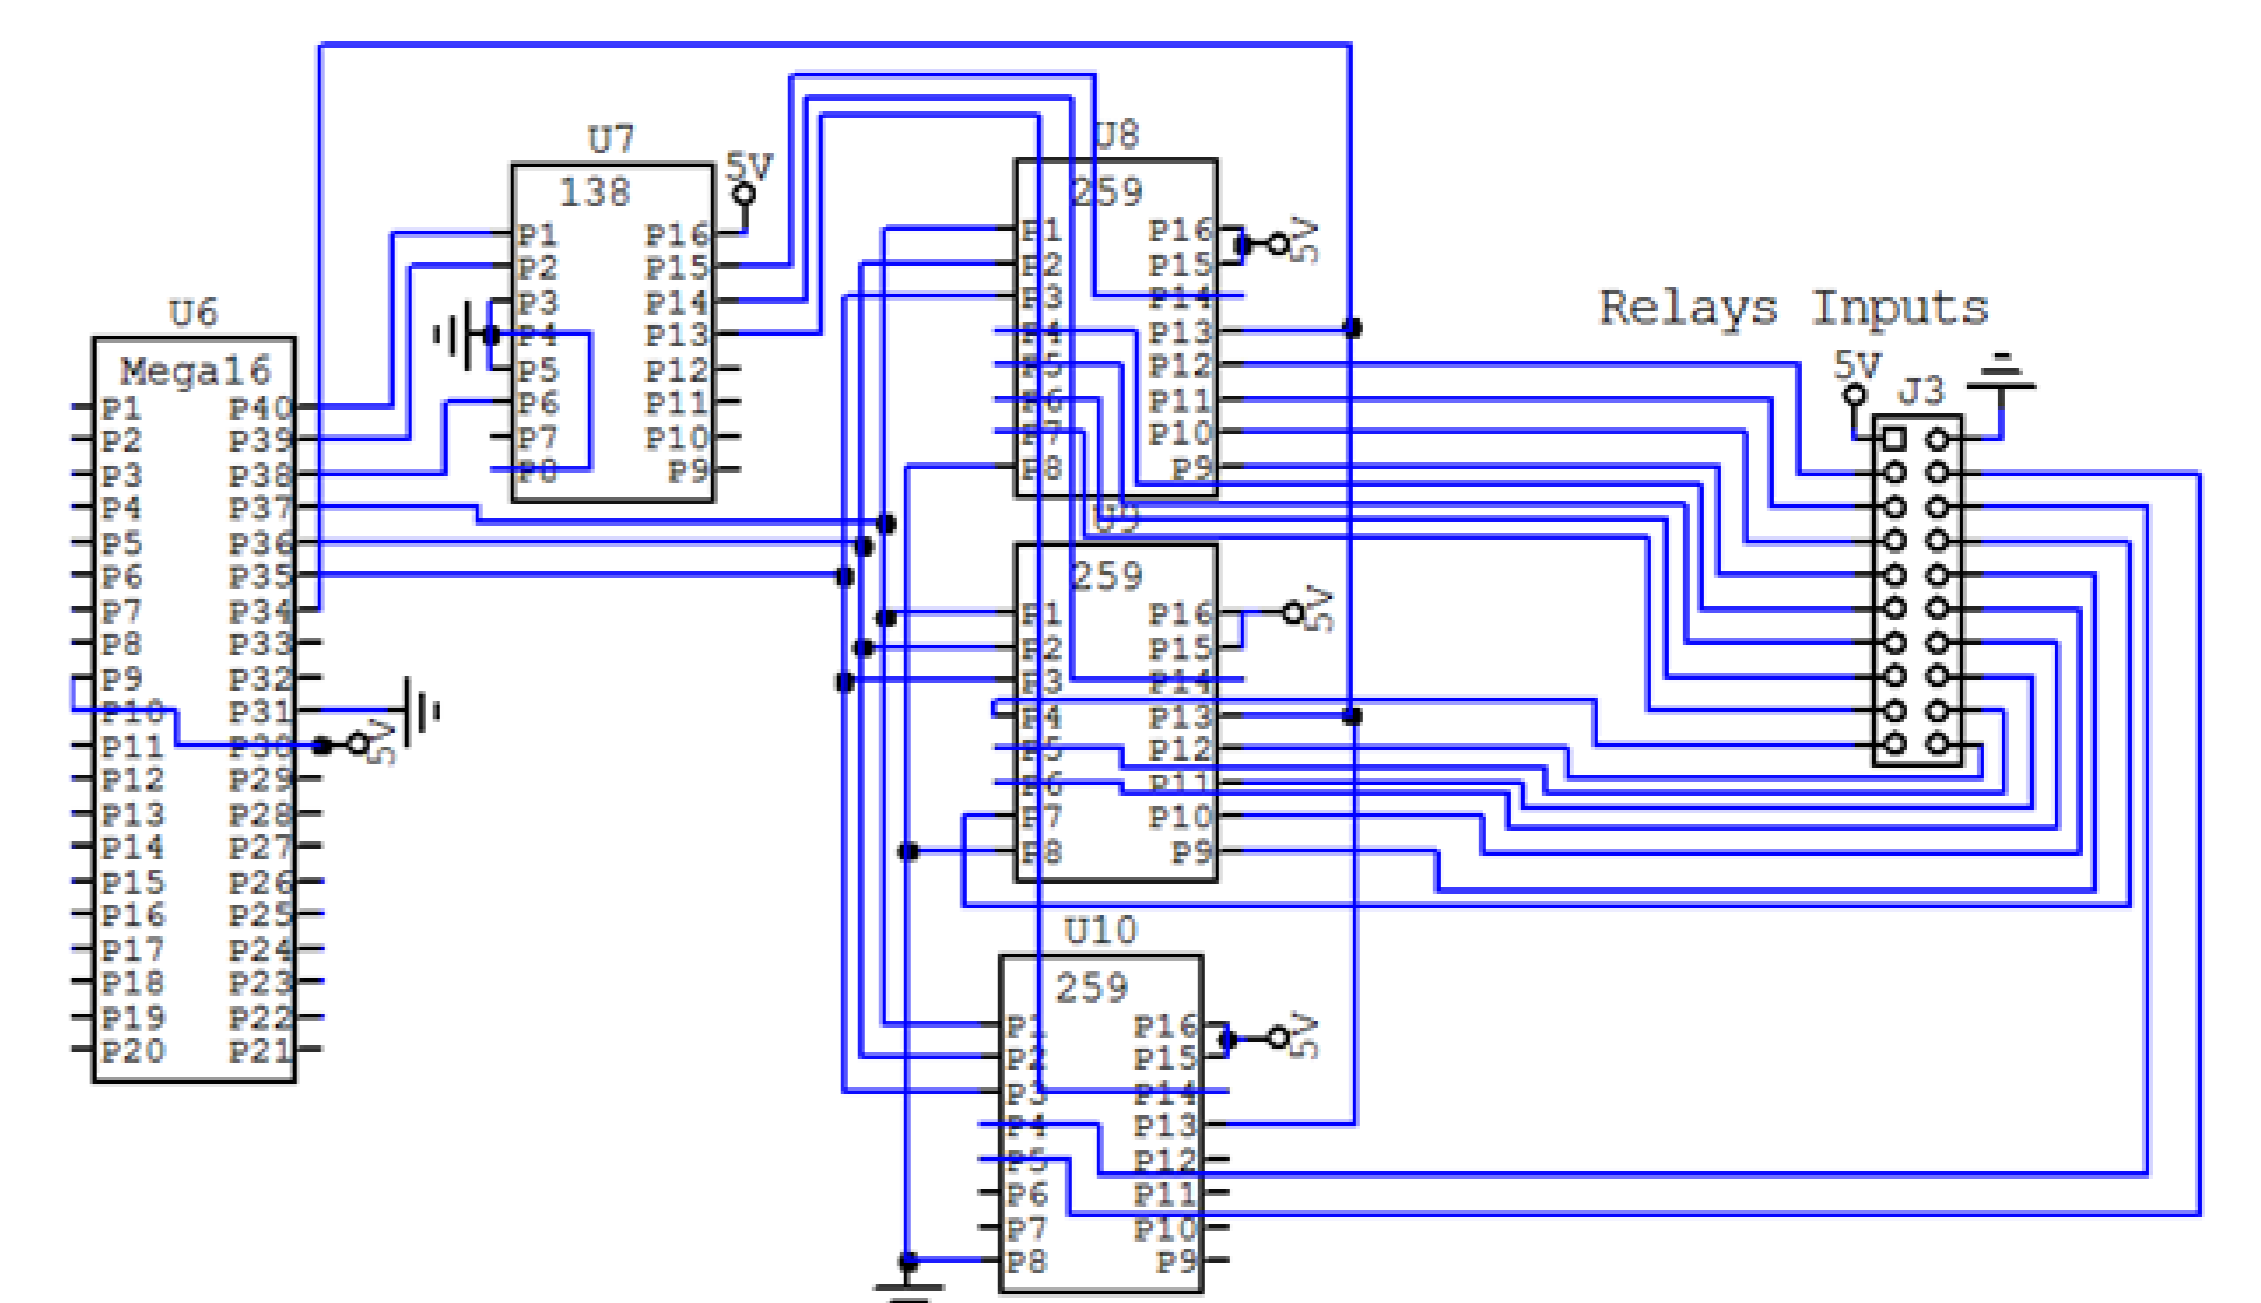 U6
Mega16
P1 P40
P2 P39
P3 P38
P4 P37
P5 P36
P6 P35
P7 P34
P8 P33
P9 P32
P10 P31
P11 P30
P12 P29
P13 P28
P14 P27
P15 P26
P16 P25
P17 P24
P18 P23
P19 P22
P20 P21
5V
U7
138
5V
P1 P16
P2 P15
P3 P14
P4 P13
P5 P12
P6 P11
P7 P10
P8 P9
U8
259
P1 P16
P2 P15
P3 P14
P4 P13
P5 P12
P6 P11
P7 P10
P8 P9
5V
U9
259
P1 P16
P2 P15
P3 P14
P4 P13
P5 P12
P6 P11
P7 P10
P8 P9
5V
U10
259
P1 P16
P2 P15
P3 P14
P4 P13
P5 P12
P6 P11
P7 P10
P8 P9
5V
Relays Inputs
5V
J3